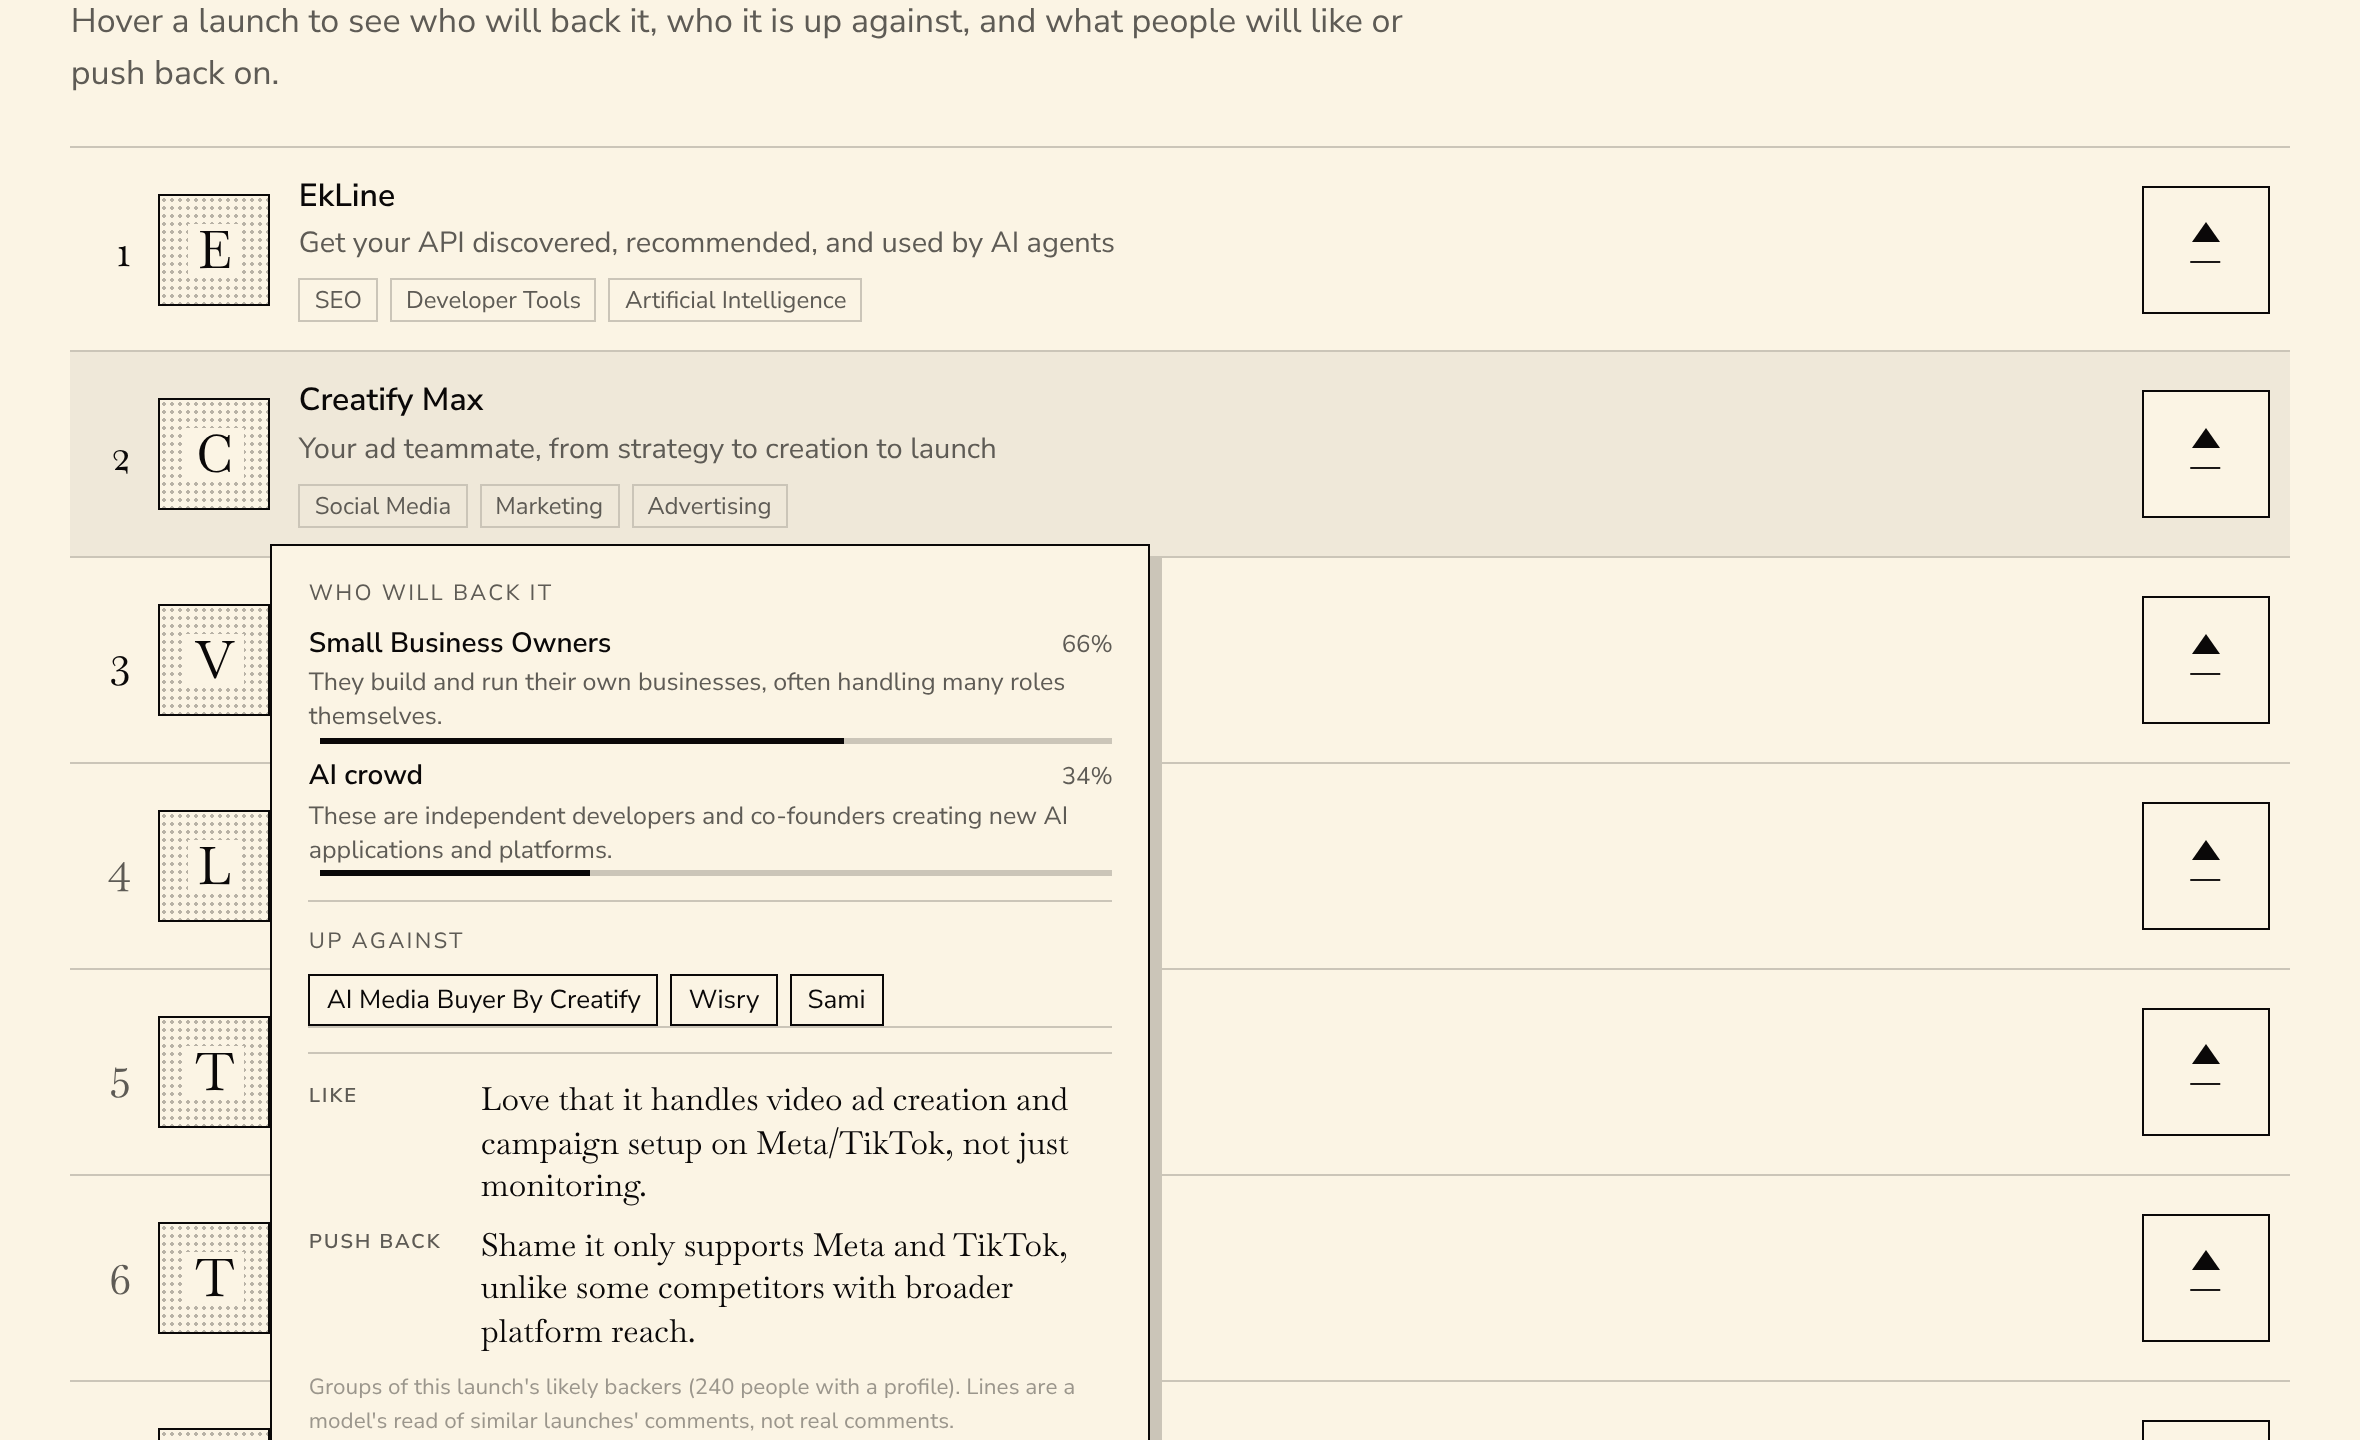 Hover a launch to see who will back it, who it is up against, and what people will like or
push back on.
1
E
EkLine
Get your API discovered, recommended, and used by AI agents
SEO
Developer Tools
Artificial Intelligence
2
C
Creatify Max
Your ad teammate, from strategy to creation to launch
Social Media
Marketing
Advertising
3
V
4
L
5
T
6
T
WHO WILL BACK IT
Small Business Owners 66%
They build and run their own businesses, often handling many roles
themselves.
AI crowd 34%
These are independent developers and co-founders creating new AI
applications and platforms.
UP AGAINST
AI Media Buyer By Creatify
Wisry
Sami
LIKE
Love that it handles video ad creation and
campaign setup on Meta/TikTok, not just
monitoring.
PUSH BACK
Shame it only supports Meta and TikTok,
unlike some competitors with broader
platform reach.
Groups of this launch's likely backers (240 people with a profile). Lines are a
model's read of similar launches' comments, not real comments.